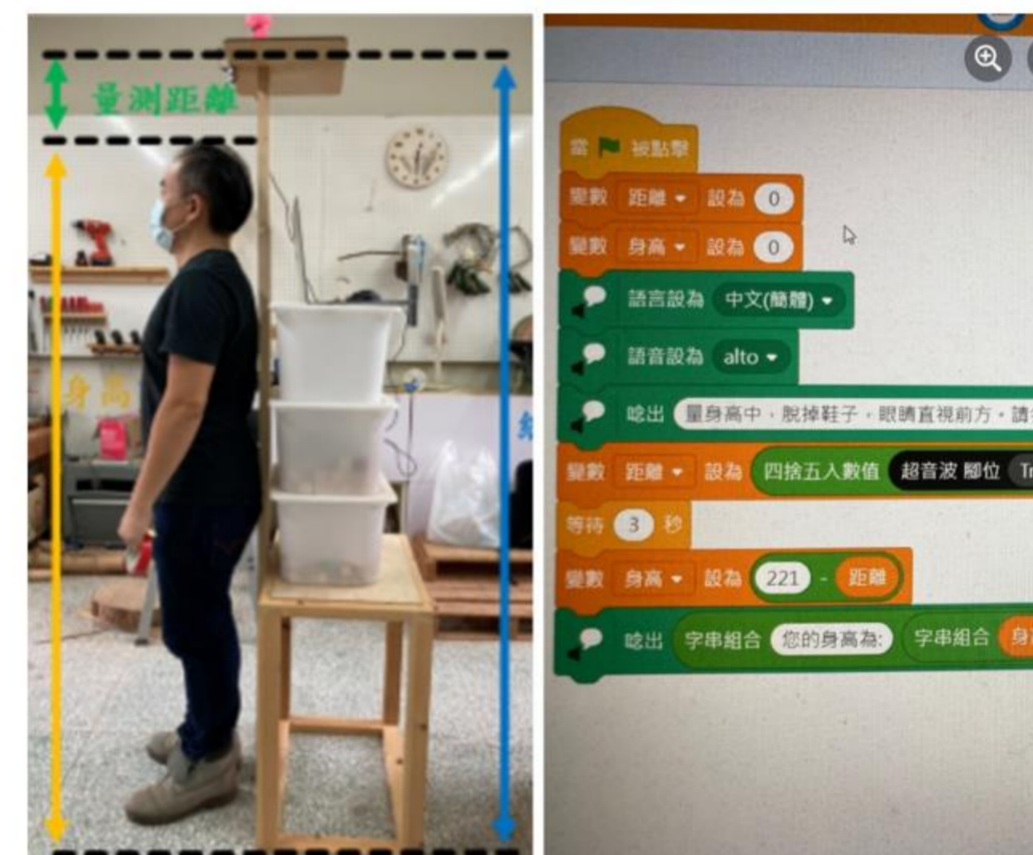 量測距離
身高
當 被點擊
變數 距離 設為 0
變數 身高 設為 0
語言設為 中文(簡體)
語音設為 alto
唸出 量身高中，脫掉鞋子，眼睛直視前方。請
變數 距離 設為 四捨五入數值 超音波 腳位 Tr
等待 3 秒
變數 身高 設為 221 - 距離
唸出 字串組合 您的身高為: 字串組合 身